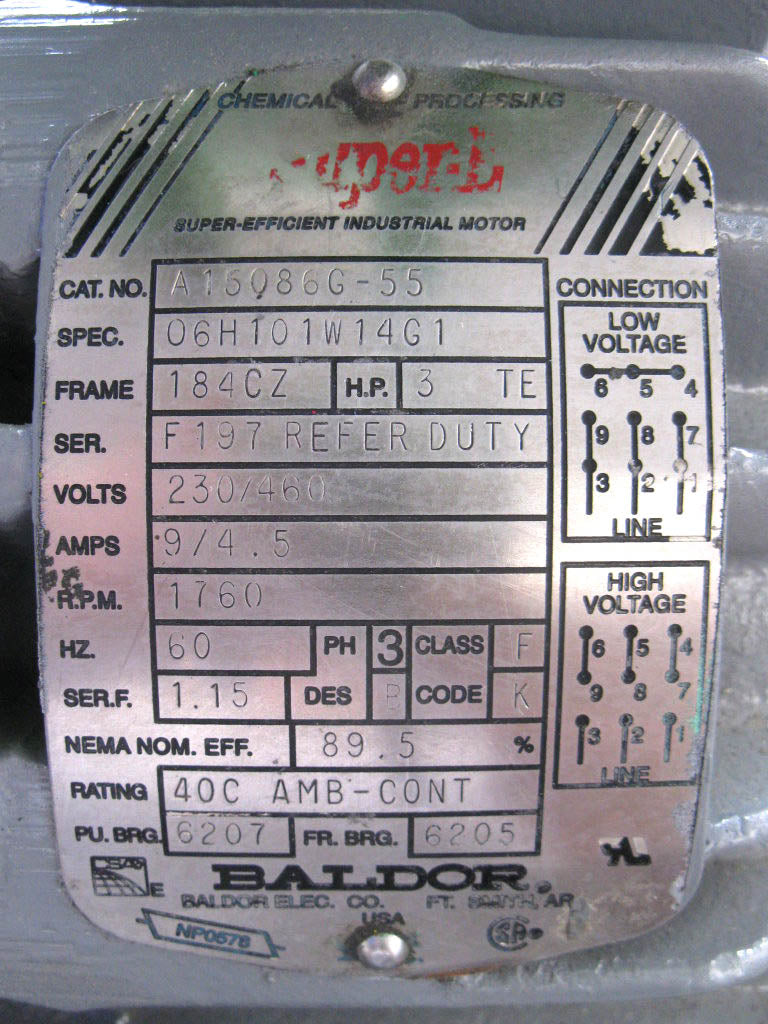 CHEMICAL PROCESSING
Super-E
SUPER-EFFICIENT INDUSTRIAL MOTOR
CAT. NO. A15086G-55
SPEC. 06H101W14G1
FRAME 184CZ H.P. 3 TE
SER. F197 REFER DUTY
VOLTS 230/460
AMPS 9/4.5
R.P.M. 1760
HZ. 60 PH 3 CLASS F
SER.F. 1.15 DES B CODE K
NEMA NOM. EFF. 89.5 %
RATING 40C AMB-CONT
PU. BRG. 6207 FR. BRG. 6205
CONNECTION
LOW
VOLTAGE
6 5 4
9 8 7
3 2 1
LINE
HIGH
VOLTAGE
6 5 4
9 8 7
3 2 1
LINE
E
BALDOR
BALDOR ELEC. CO. FT. SMITH, AR
USA
NP0578